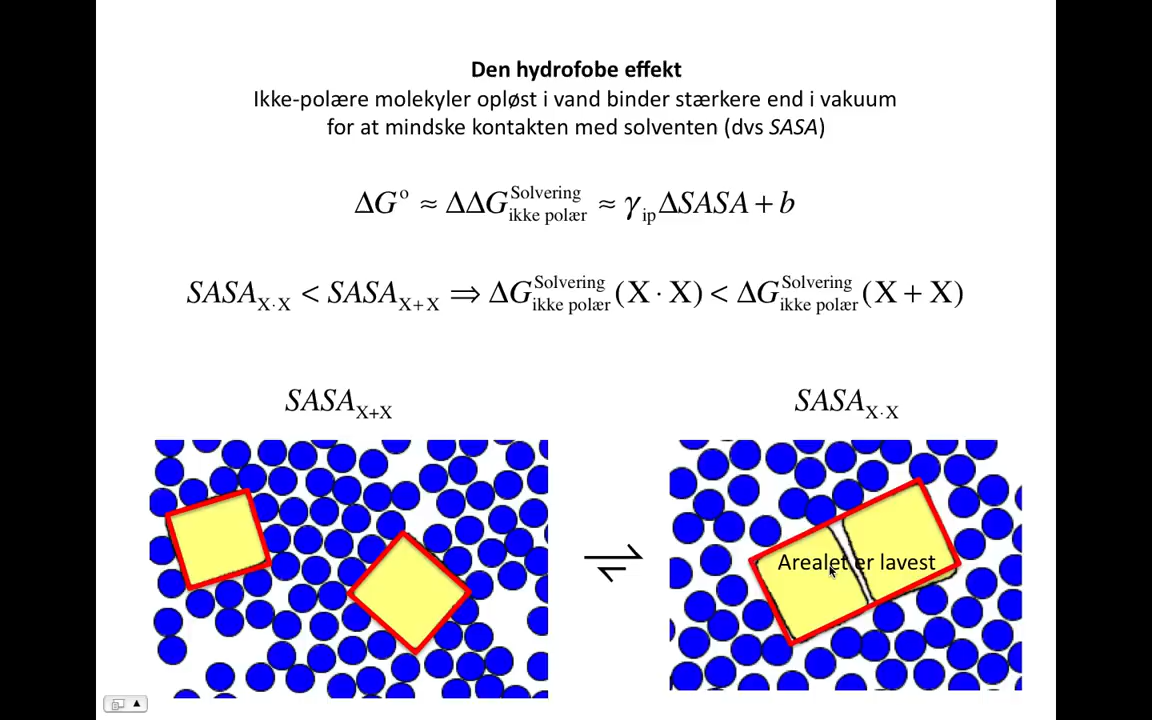 Den hydrofobe effekt
Ikke-polære molekyler opløst i vand binder stærkere end i vakuum
for at mindske kontakten med solventen (dvs SASA)
ΔG° ≈ ΔΔG^Solvering_ikke polær ≈ γ_ip ΔSASA + b
SASA_X·X < SASA_X+X ⇒ ΔG^Solvering_ikke polær (X · X) < ΔG^Solvering_ikke polær (X + X)
SASA_X+X
SASA_X·X
Arealet er lavest